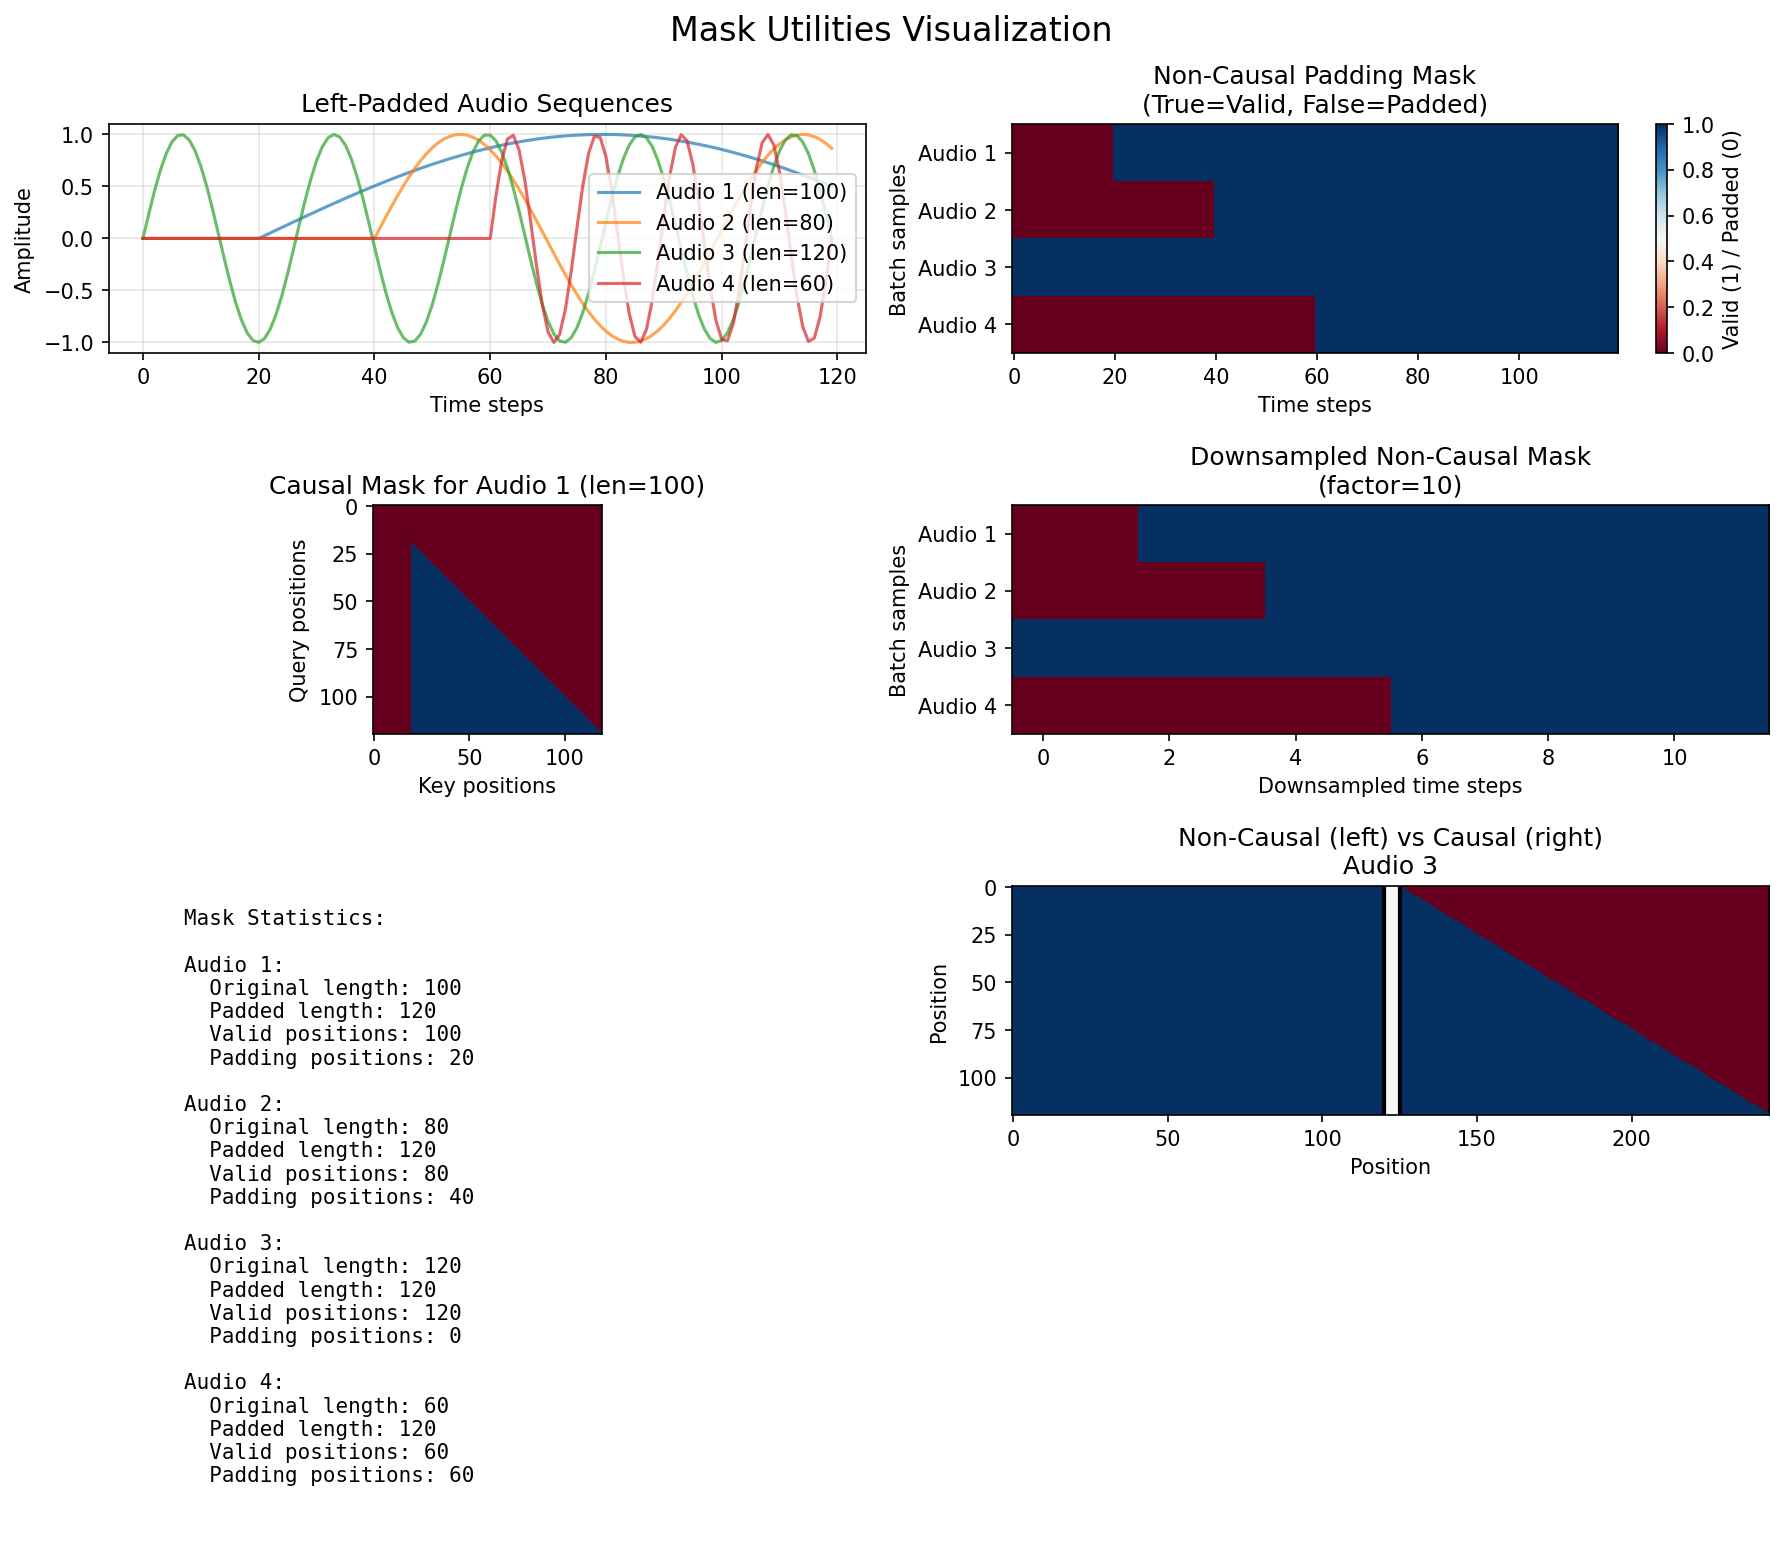 Mask Utilities Visualization
Left-Padded Audio Sequences
Amplitude
1.0
0.5
0.0
−0.5
−1.0
Audio 1 (len=100)
Audio 2 (len=80)
Audio 3 (len=120)
Audio 4 (len=60)
0 20 40 60 80 100 120
Time steps
Non-Causal Padding Mask
(True=Valid, False=Padded)
Batch samples
Audio 1
Audio 2
Audio 3
Audio 4
0 20 40 60 80 100
Time steps
1.0
0.8
0.6
0.4
0.2
0.0
Valid (1) / Padded (0)
Causal Mask for Audio 1 (len=100)
Query positions
0
25
50
75
100
0 50 100
Key positions
Downsampled Non-Causal Mask
(factor=10)
Batch samples
Audio 1
Audio 2
Audio 3
Audio 4
0 2 4 6 8 10
Downsampled time steps
Mask Statistics:
Audio 1:
Original length: 100
Padded length: 120
Valid positions: 100
Padding positions: 20
Audio 2:
Original length: 80
Padded length: 120
Valid positions: 80
Padding positions: 40
Audio 3:
Original length: 120
Padded length: 120
Valid positions: 120
Padding positions: 0
Audio 4:
Original length: 60
Padded length: 120
Valid positions: 60
Padding positions: 60
Non-Causal (left) vs Causal (right)
Audio 3
Position
0
25
50
75
100
0 50 100 150 200
Position